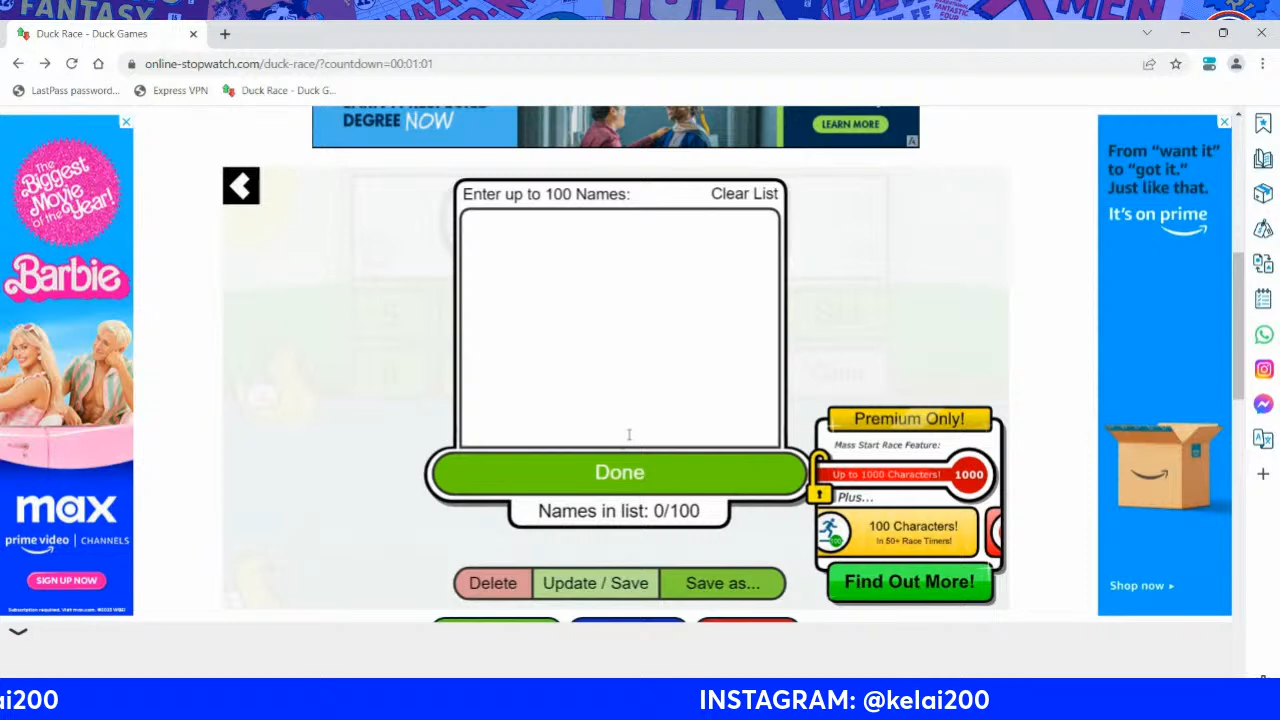 FANTASY
AMAZING
HULK
X-MEN
Duck Race - Duck Games
online-stopwatch.com/duck-race/?countdown=00:01:01
LastPass password...
Express VPN
Duck Race - Duck G...
DEGREE NOW
LEARN MORE
The
Biggest
Movie
of the Year!
Barbie
max
prime video | CHANNELS
SIGN UP NOW
Enter up to 100 Names:
Clear List
Done
Names in list: 0/100
Delete
Update / Save
Save as...
Premium Only!
Mass Start Race Feature:
Up to 1000 Characters!
1000
Plus...
100 Characters!
In 50+ Race Timers!
Find Out More!
From “want it”
to “got it.”
Just like that.
It's on prime
Shop now
ai200
INSTAGRAM: @kelai200